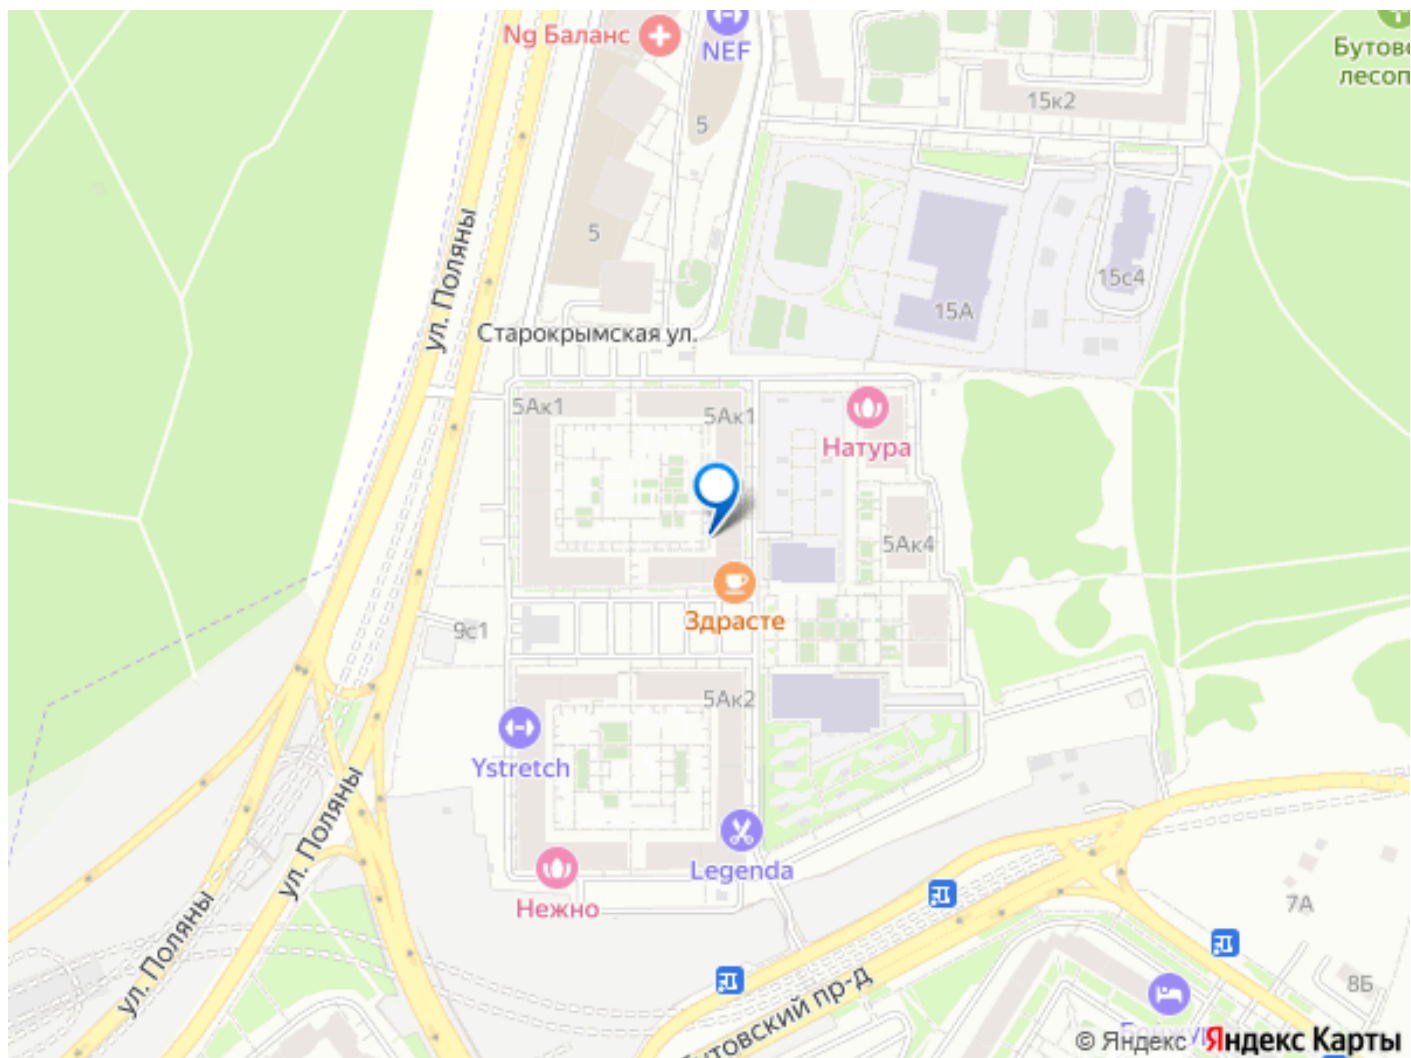 Ng Баланс
NEF
Бутово
лесоп
15к2
5
ул. Поляны
5
15с4
15А
Старокрымская ул.
5Ак1
5Ак1
Натура
5Ак4
Здрасте
9с1
5Ак2
Ystretch
ул. Поляны
Legenda
Нежно
7А
ул. Поляны
8Б
Бутовский пр-д
© Яндекс Яндекс Карты